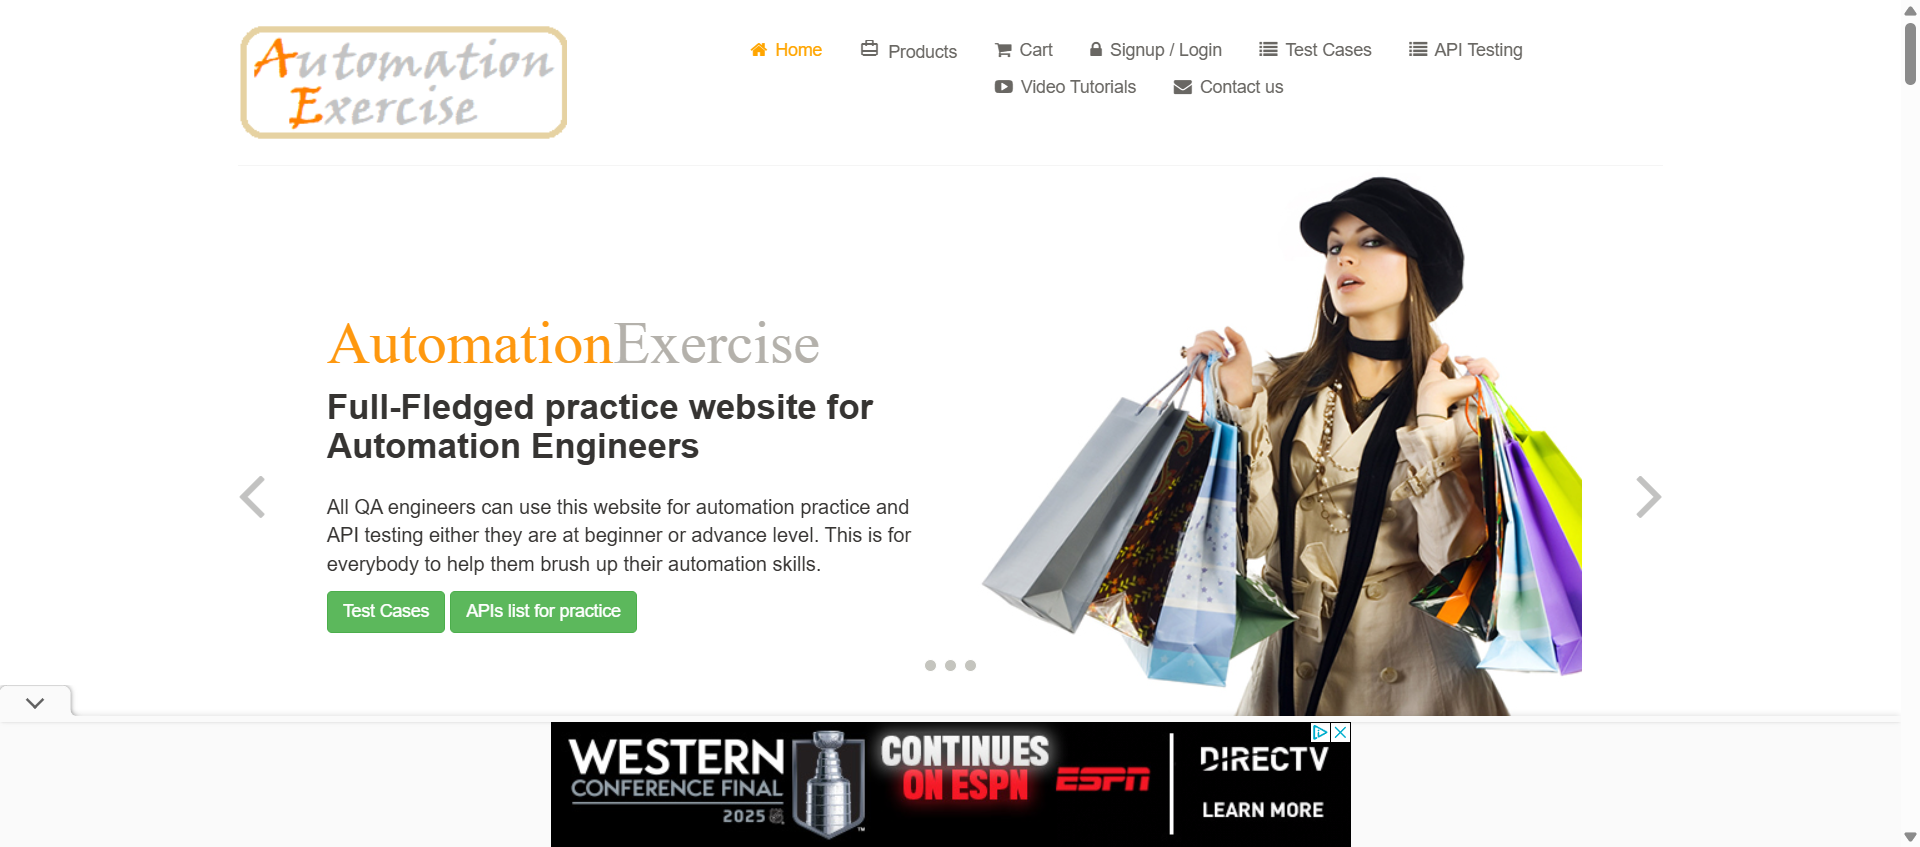 Automation
Exercise
Home
Products
Cart
Signup / Login
Test Cases
API Testing
Video Tutorials
Contact us
AutomationExercise
Full-Fledged practice website for
Automation Engineers
All QA engineers can use this website for automation practice and
API testing either they are at beginner or advance level. This is for
everybody to help them brush up their automation skills.
Test Cases
APIs list for practice
WESTERN
CONFERENCE FINAL
2025
CONTINUES
ON ESPN
ESPN
DIRECTV
LEARN MORE